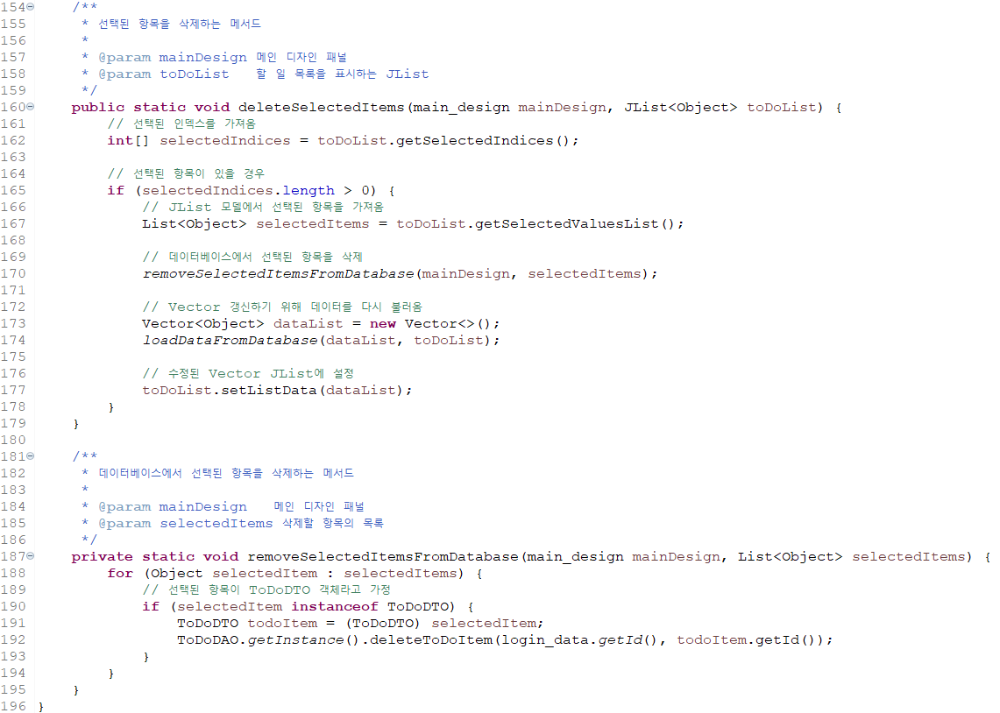 154 /**
155 * 선택된 항목을 삭제하는 메서드
156 *
157 * @param mainDesign 메인 디자인 패널
158 * @param toDoList 할 일 목록을 표시하는 JList
159 */
160 public static void deleteSelectedItems(main_design mainDesign, JList<Object> toDoList) {
161 // 선택된 인덱스를 가져옴
162 int[] selectedIndices = toDoList.getSelectedIndices();
163
164 // 선택된 항목이 있을 경우
165 if (selectedIndices.length > 0) {
166 // JList 모델에서 선택된 항목을 가져옴
167 List<Object> selectedItems = toDoList.getSelectedValuesList();
168
169 // 데이터베이스에서 선택된 항목을 삭제
170 removeSelectedItemsFromDatabase(mainDesign, selectedItems);
171
172 // Vector 갱신하기 위해 데이터를 다시 불러옴
173 Vector<Object> dataList = new Vector<>();
174 loadDataFromDatabase(dataList, toDoList);
175
176 // 수정된 Vector JList에 설정
177 toDoList.setListData(dataList);
178 }
179 }
180
181 /**
182 * 데이터베이스에서 선택된 항목을 삭제하는 메서드
183 *
184 * @param mainDesign 메인 디자인 패널
185 * @param selectedItems 삭제할 항목의 목록
186 */
187 private static void removeSelectedItemsFromDatabase(main_design mainDesign, List<Object> selectedItems) {
188 for (Object selectedItem : selectedItems) {
189 // 선택된 항목이 ToDoDTO 객체라고 가정
190 if (selectedItem instanceof ToDoDTO) {
191 ToDoDTO todoItem = (ToDoDTO) selectedItem;
192 ToDoDAO.getInstance().deleteToDoItem(login_data.getId(), todoItem.getId());
193 }
194 }
195 }
196 }